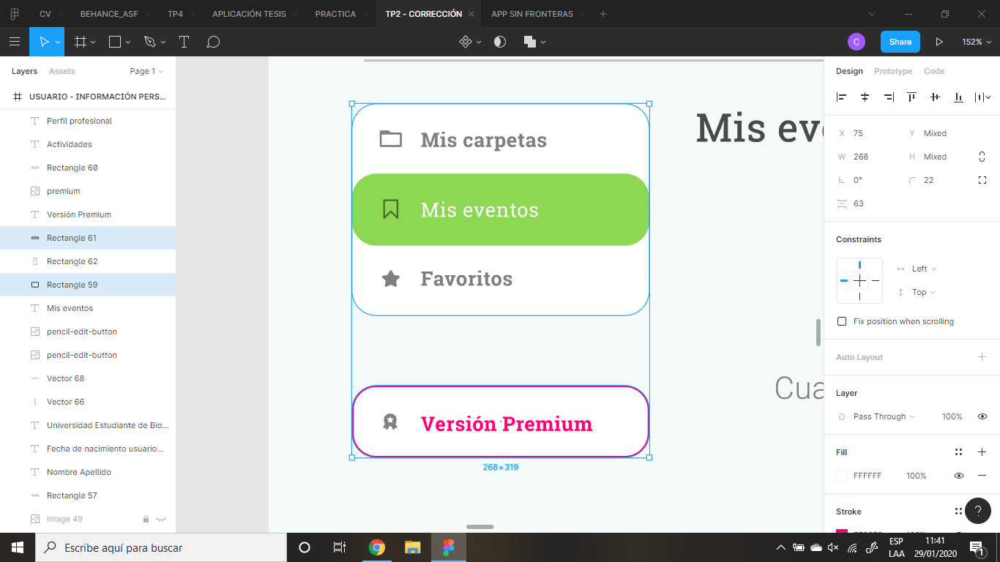 CV
BEHANCE_ASF
TP4
APLICACIÓN TESIS
PRACTICA
TP2 - CORRECCIÓN
APP SIN FRONTERAS
C
Share
152%
Layers
Assets
Page 1
USUARIO - INFORMACIÓN PERS...
Perfil profesional
Actividades
Rectangle 60
premium
Versión Premium
Rectangle 61
Rectangle 62
Rectangle 59
Mis eventos
pencil-edit-button
pencil-edit-button
Vector 68
Vector 66
Universidad Estudiante de Bio...
Fecha de nacimiento usuario...
Nombre Apellido
Rectangle 57
image 49
Mis carpetas
Mis eventos
Favoritos
Versión Premium
268 × 319
Mis eve
Cua
Design
Prototype
Code
X 75
Y Mixed
W 268
H Mixed
0°
22
63
Constraints
Left
Top
Fix position when scrolling
Auto Layout
Layer
Pass Through
100%
Fill
FFFFFF
100%
Stroke
?
Escribe aquí para buscar
ESP
LAA
11:41
29/01/2020
1